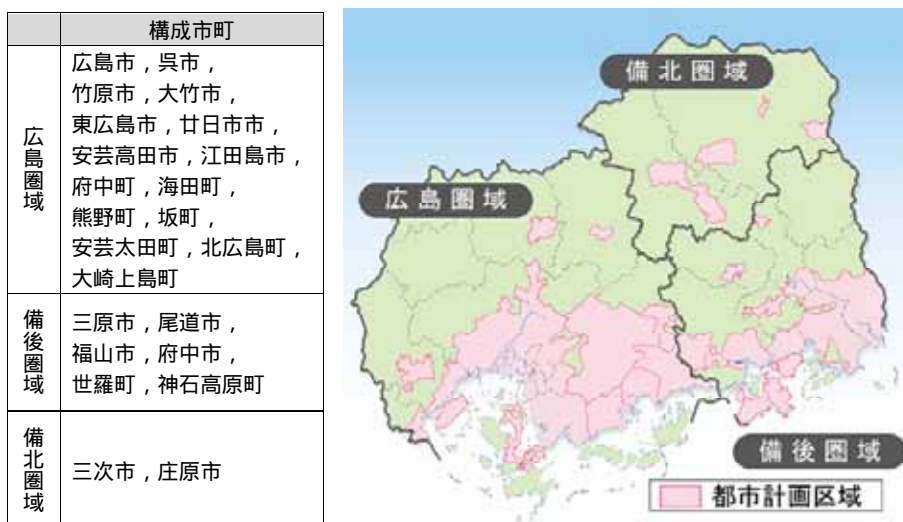 構成市町
広島圏域
広島市,呉市,
竹原市,大竹市,
東広島市,廿日市市,
安芸高田市,江田島市,
府中町,海田町,
熊野町,坂町,
安芸太田町,北広島町,
大崎上島町
備後圏域
三原市,尾道市,
福山市,府中市,
世羅町,神石高原町
備北圏域
三次市,庄原市
備北圏域
広島圏域
備後圏域
都市計画区域